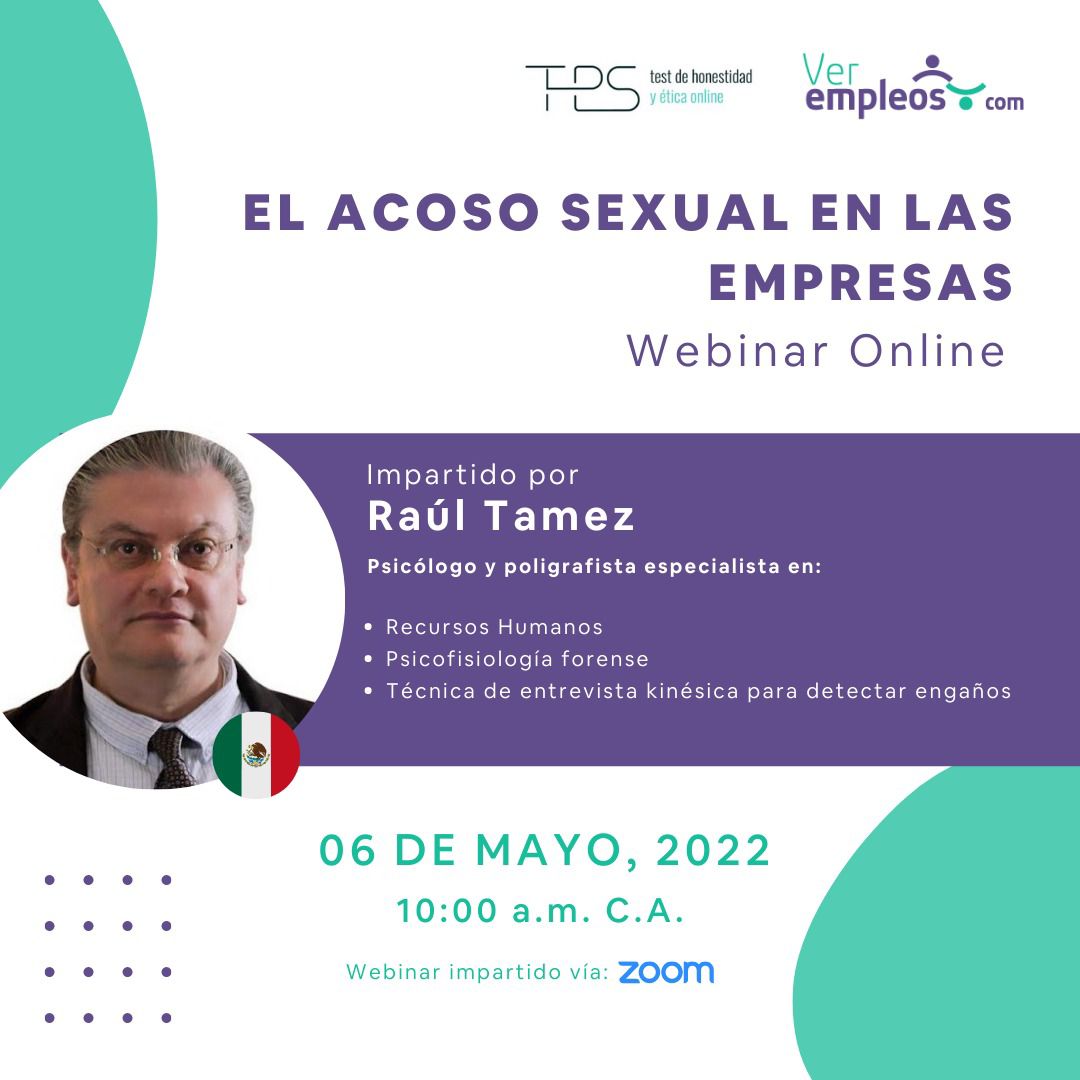 TPS test de honestidad
y ética online
Ver
empleos.com
EL ACOSO SEXUAL EN LAS
EMPRESAS
Webinar Online
Impartido por
Raúl Tamez
Psicólogo y poligrafista especialista en:
• Recursos Humanos
• Psicofisiología forense
• Técnica de entrevista kinésica para detectar engaños
06 DE MAYO, 2022
10:00 a.m. C.A.
Webinar impartido vía: zoom